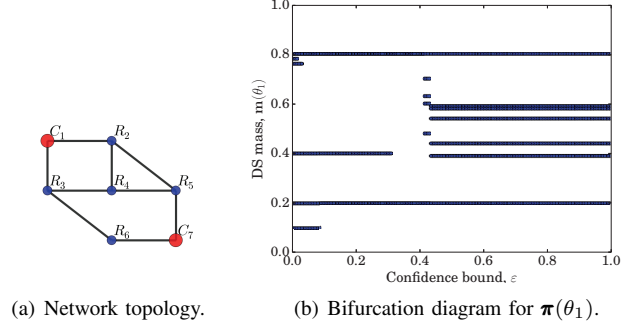 C1
R2
R3
R4
R5
R6
C7
1.0
0.8
0.6
0.4
0.2
0.0
DS mass, m(θ1)
0.0 0.2 0.4 0.6 0.8 1.0
Confidence bound, ε
(a) Network topology.
(b) Bifurcation diagram for π(θ1).